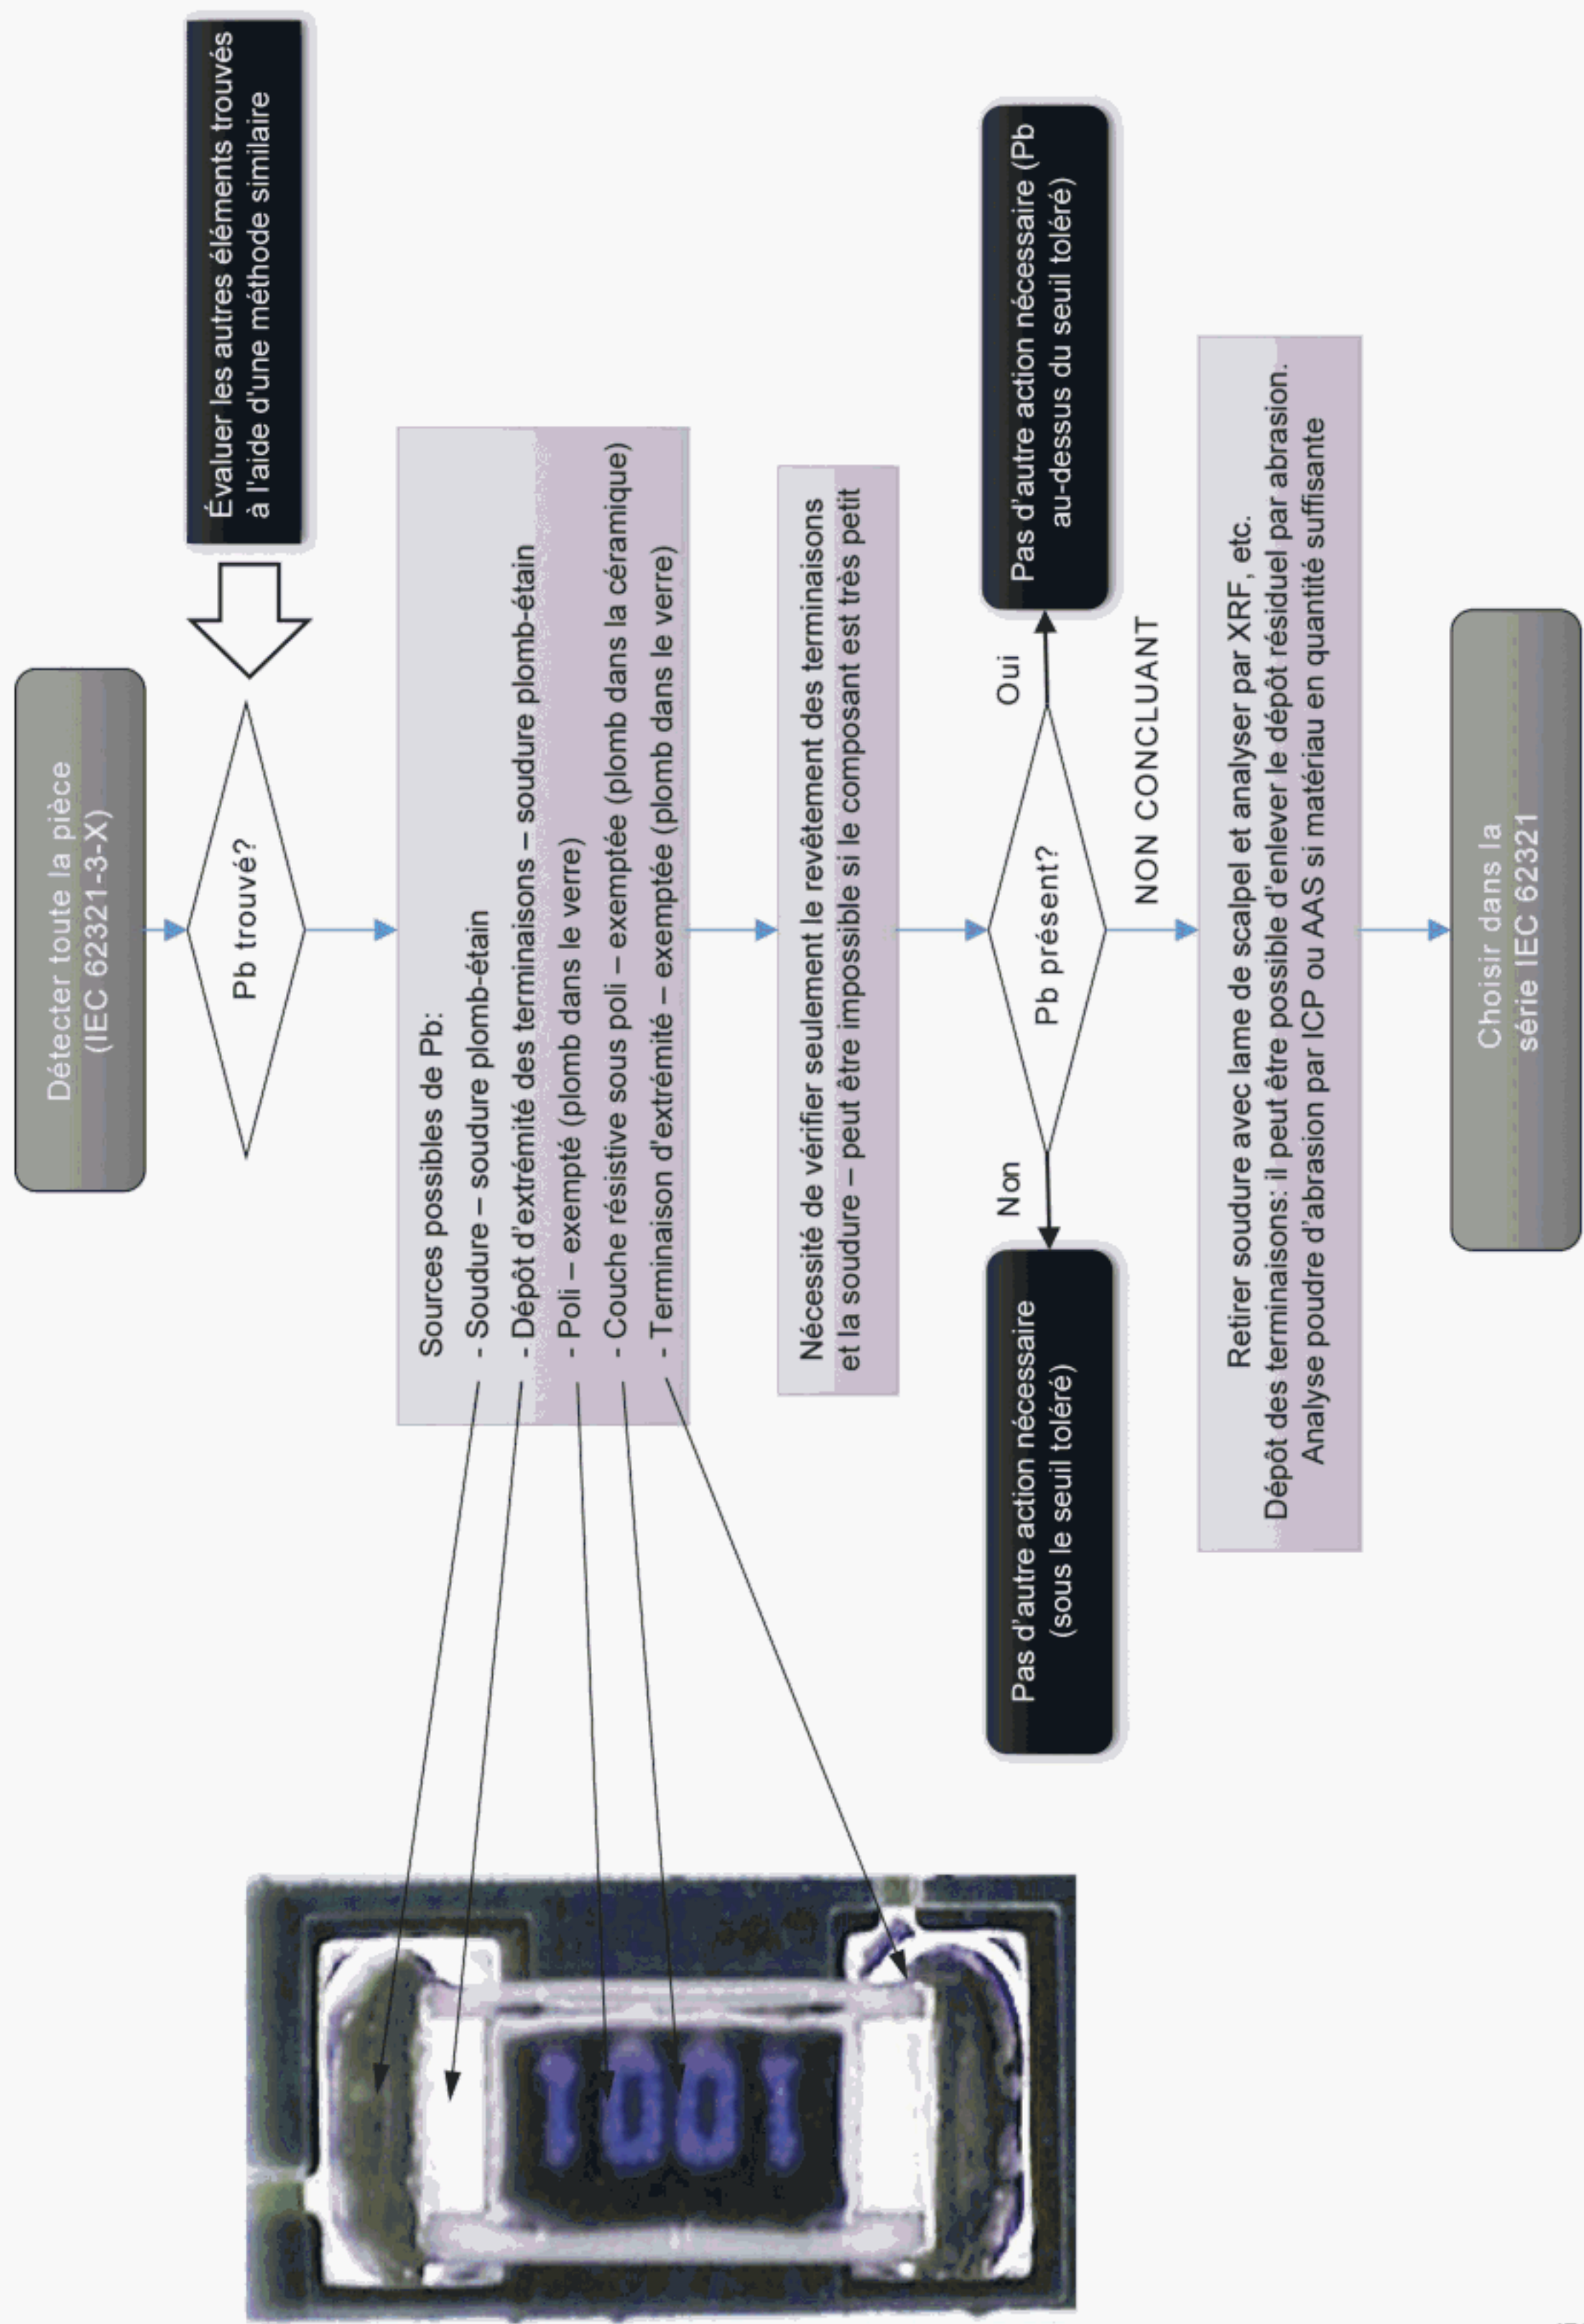 Détecter toute la pièce
(IEC 62321-3-X)
Pb trouvé?
Évaluer les autres éléments trouvés
à l'aide d'une méthode similaire
Sources possibles de Pb:
- Soudure – soudure plomb-étain
- Dépôt d'extrémité des terminaisons – soudure plomb-étain
- Poli – exempté (plomb dans le verre)
- Couche résistive sous poli – exemptée (plomb dans la céramique)
- Terminaison d'extrémité – exemptée (plomb dans le verre)
1001
Nécessité de vérifier seulement le revêtement des terminaisons
et la soudure – peut être impossible si le composant est très petit
Pb présent?
Non
Oui
Pas d'autre action nécessaire
(sous le seuil toléré)
Pas d'autre action nécessaire (Pb
au-dessus du seuil toléré)
NON CONCLUANT
Retirer soudure avec lame de scalpel et analyser par XRF, etc.
Dépôt des terminaisons: il peut être possible d'enlever le dépôt résiduel par abrasion.
Analyse poudre d'abrasion par ICP ou AAS si matériau en quantité suffisante
Choisir dans la
série IEC 62321